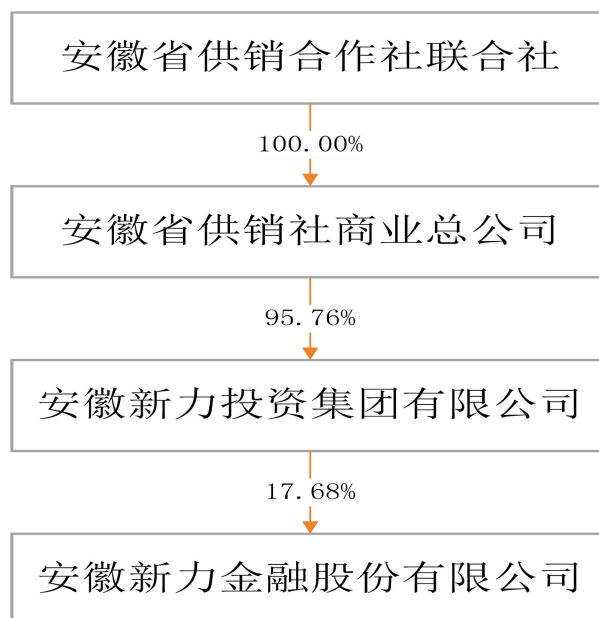 安徽省供销合作社联合社
100.00%
安徽省供销社商业总公司
95.76%
安徽新力投资集团有限公司
17.68%
安徽新力金融股份有限公司